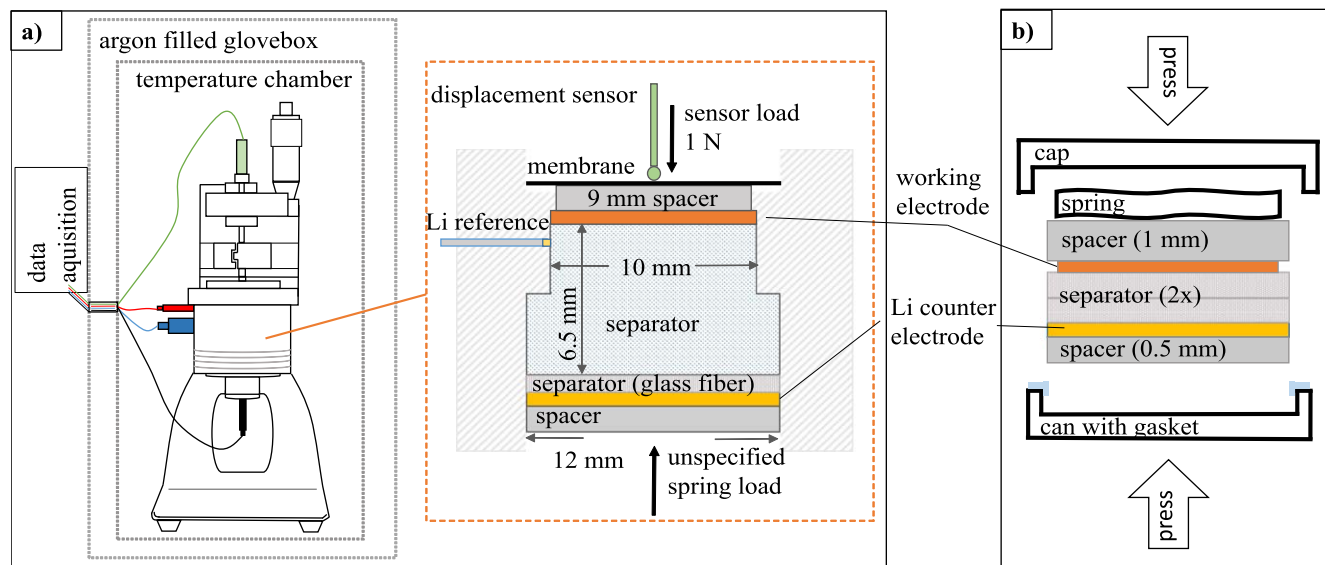 a)
argon filled glovebox
temperature chamber
data
aquisition
displacement sensor
sensor load
1 N
membrane
9 mm spacer
Li reference
10 mm
6.5 mm
separator
separator (glass fiber)
spacer
12 mm
unspecified
spring load
working
electrode
Li counter
electrode
b)
press
cap
spring
spacer (1 mm)
separator (2x)
spacer (0.5 mm)
can with gasket
press